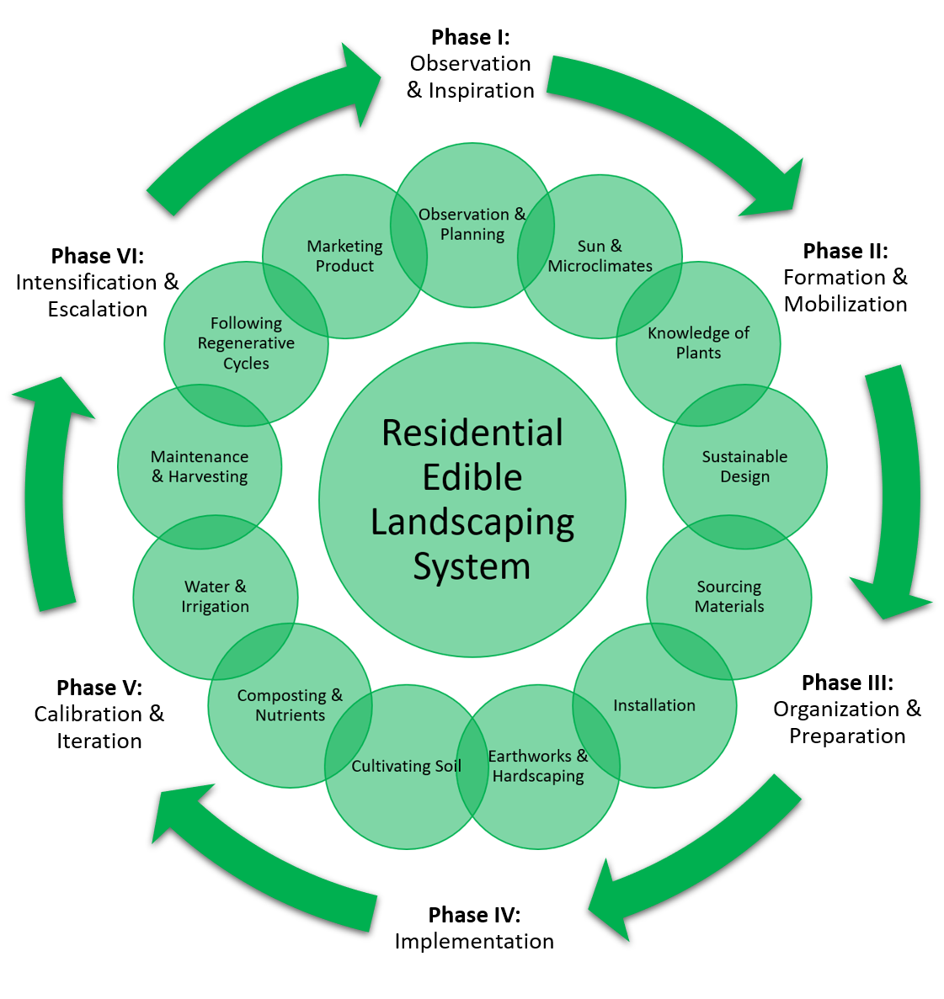 Phase I:
Observation
& Inspiration
Phase II:
Formation &
Mobilization
Phase III:
Organization &
Preparation
Phase IV:
Implementation
Phase V:
Calibration &
Iteration
Phase VI:
Intensification &
Escalation
Observation &
Planning
Sun &
Microclimates
Knowledge of
Plants
Sustainable
Design
Sourcing
Materials
Installation
Earthworks &
Hardscaping
Cultivating Soil
Composting &
Nutrients
Water &
Irrigation
Maintenance
& Harvesting
Following
Regenerative
Cycles
Marketing
Product
Residential
Edible
Landscaping
System